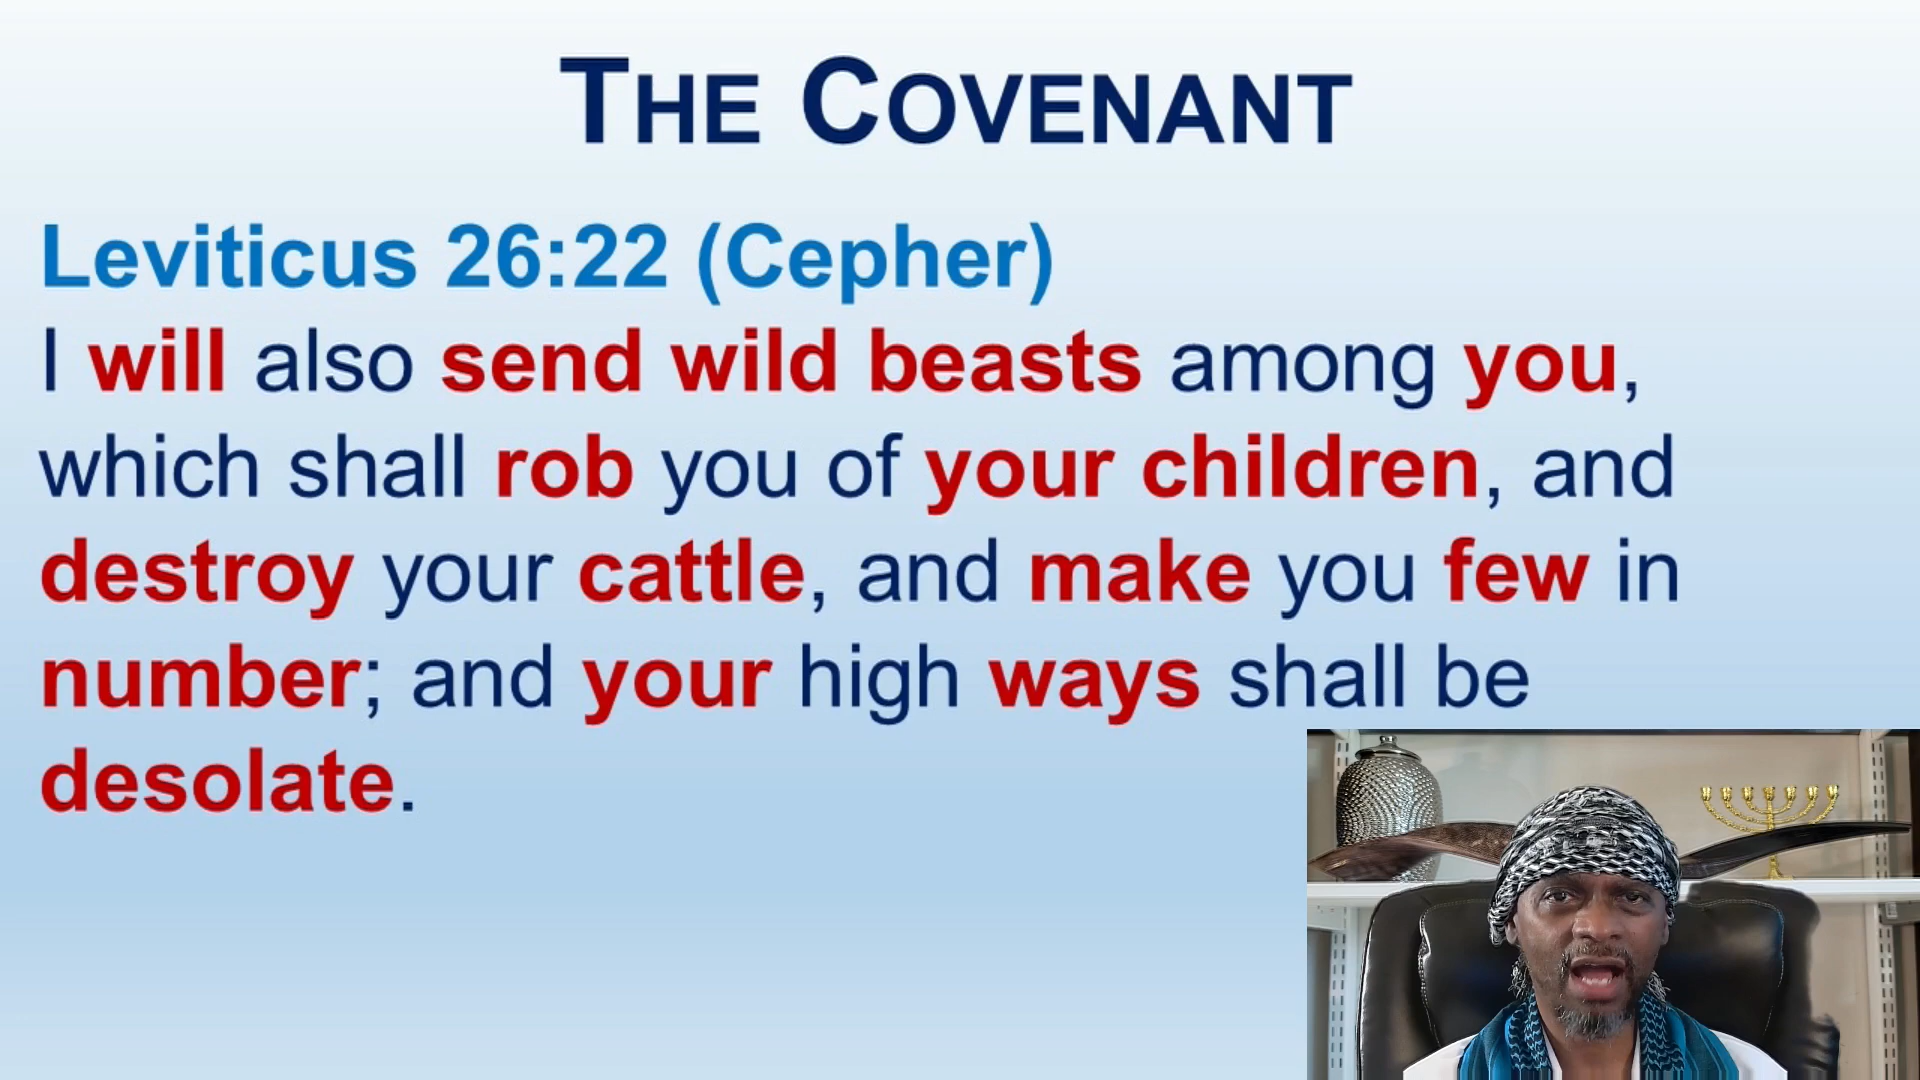 THE COVENANT
Leviticus 26:22 (Cepher)
I will also send wild beasts among you,
which shall rob you of your children, and
destroy your cattle, and make you few in
number; and your high ways shall be
desolate.